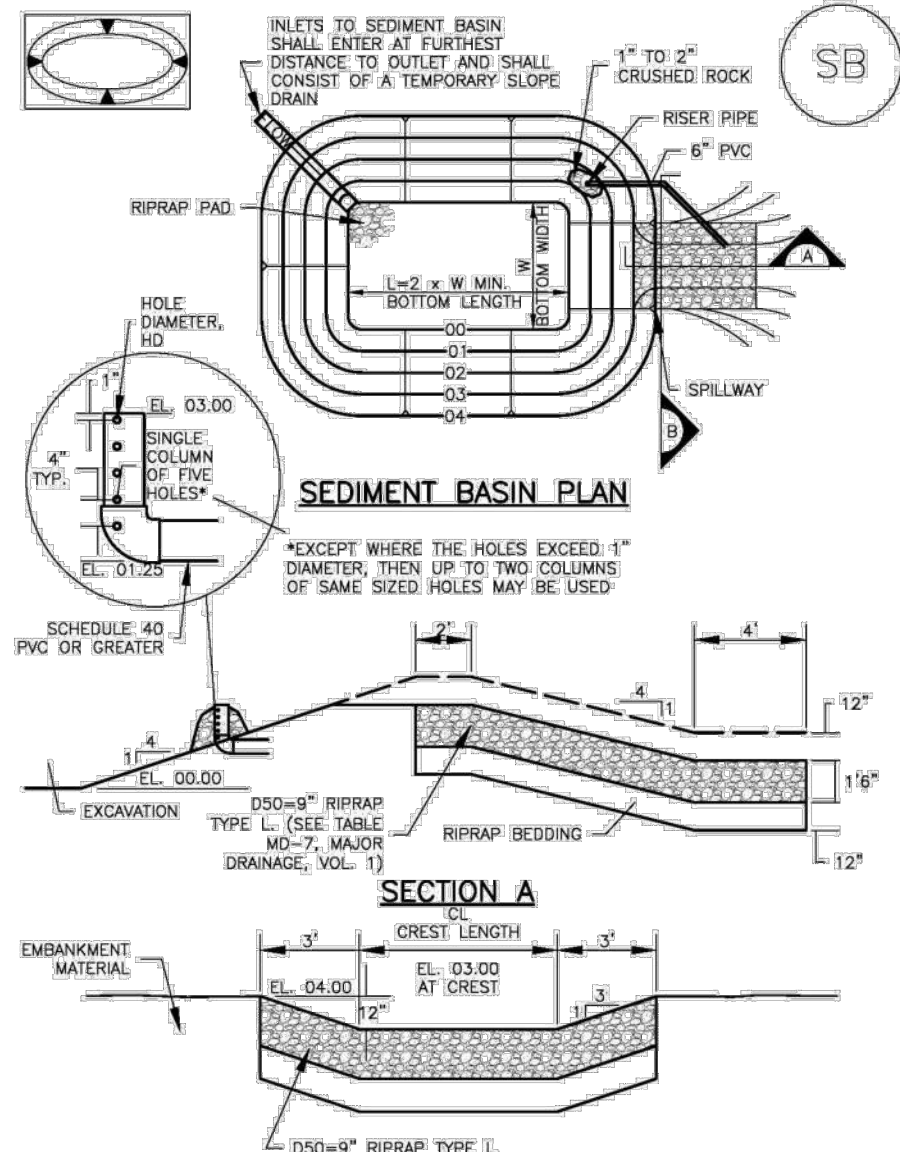 INLETS TO SEDIMENT BASIN
SHALL ENTER AT FURTHEST
DISTANCE TO OUTLET AND SHALL
CONSIST OF A TEMPORARY SLOPE
DRAIN
1" TO 2"
CRUSHED ROCK
SB
RISER PIPE
6" PVC
FLOW
RIPRAP PAD
W
BOTTOM WIDTH
A
L=2 x W MIN.
BOTTOM LENGTH
HOLE
DIAMETER,
HD
00
01
02
03
04
SPILLWAY
B
1"
EL. 03.00
4"
TYP.
SINGLE
COLUMN
OF FIVE
HOLES*
EL. 01.25
SEDIMENT BASIN PLAN
*EXCEPT WHERE THE HOLES EXCEED 1"
DIAMETER, THEN UP TO TWO COLUMNS
OF SAME SIZED HOLES MAY BE USED
SCHEDULE 40
PVC OR GREATER
2'
4'
4
1
12"
4
1
EL. 00.00
EXCAVATION
1'6"
D50=9" RIPRAP
TYPE L. (SEE TABLE
MD-7, MAJOR
DRAINAGE, VOL. 1)
RIPRAP BEDDING
12"
SECTION A
CL
CREST LENGTH
3'
3'
EMBANKMENT
MATERIAL
EL. 04.00
EL. 03.00
AT CREST
12"
3
1
D50=9" RIPRAP TYPE L